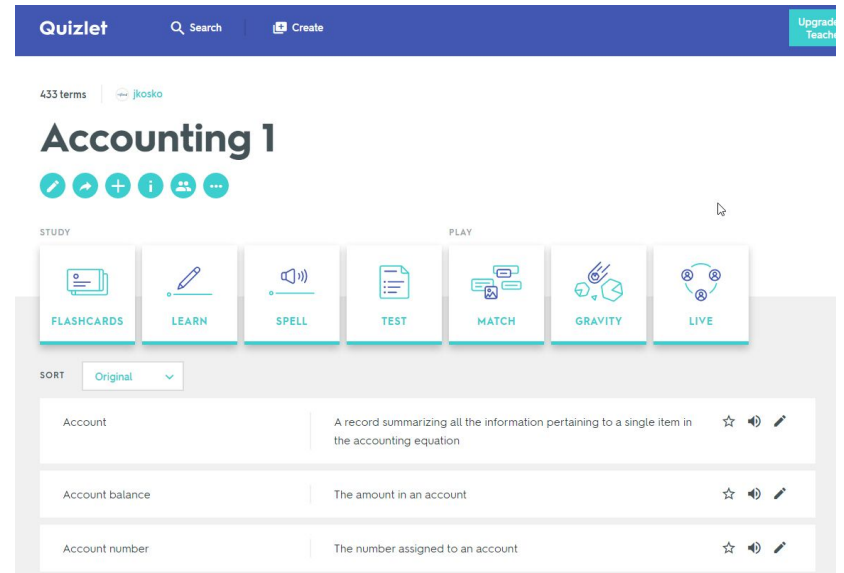 Quizlet
Search
Create
Upgrade
Teache
433 terms
jkosko
Accounting 1
STUDY
PLAY
FLASHCARDS
LEARN
SPELL
TEST
MATCH
GRAVITY
LIVE
SORT
Original
Account
A record summarizing all the information pertaining to a single item in
the accounting equation
Account balance
The amount in an account
Account number
The number assigned to an account